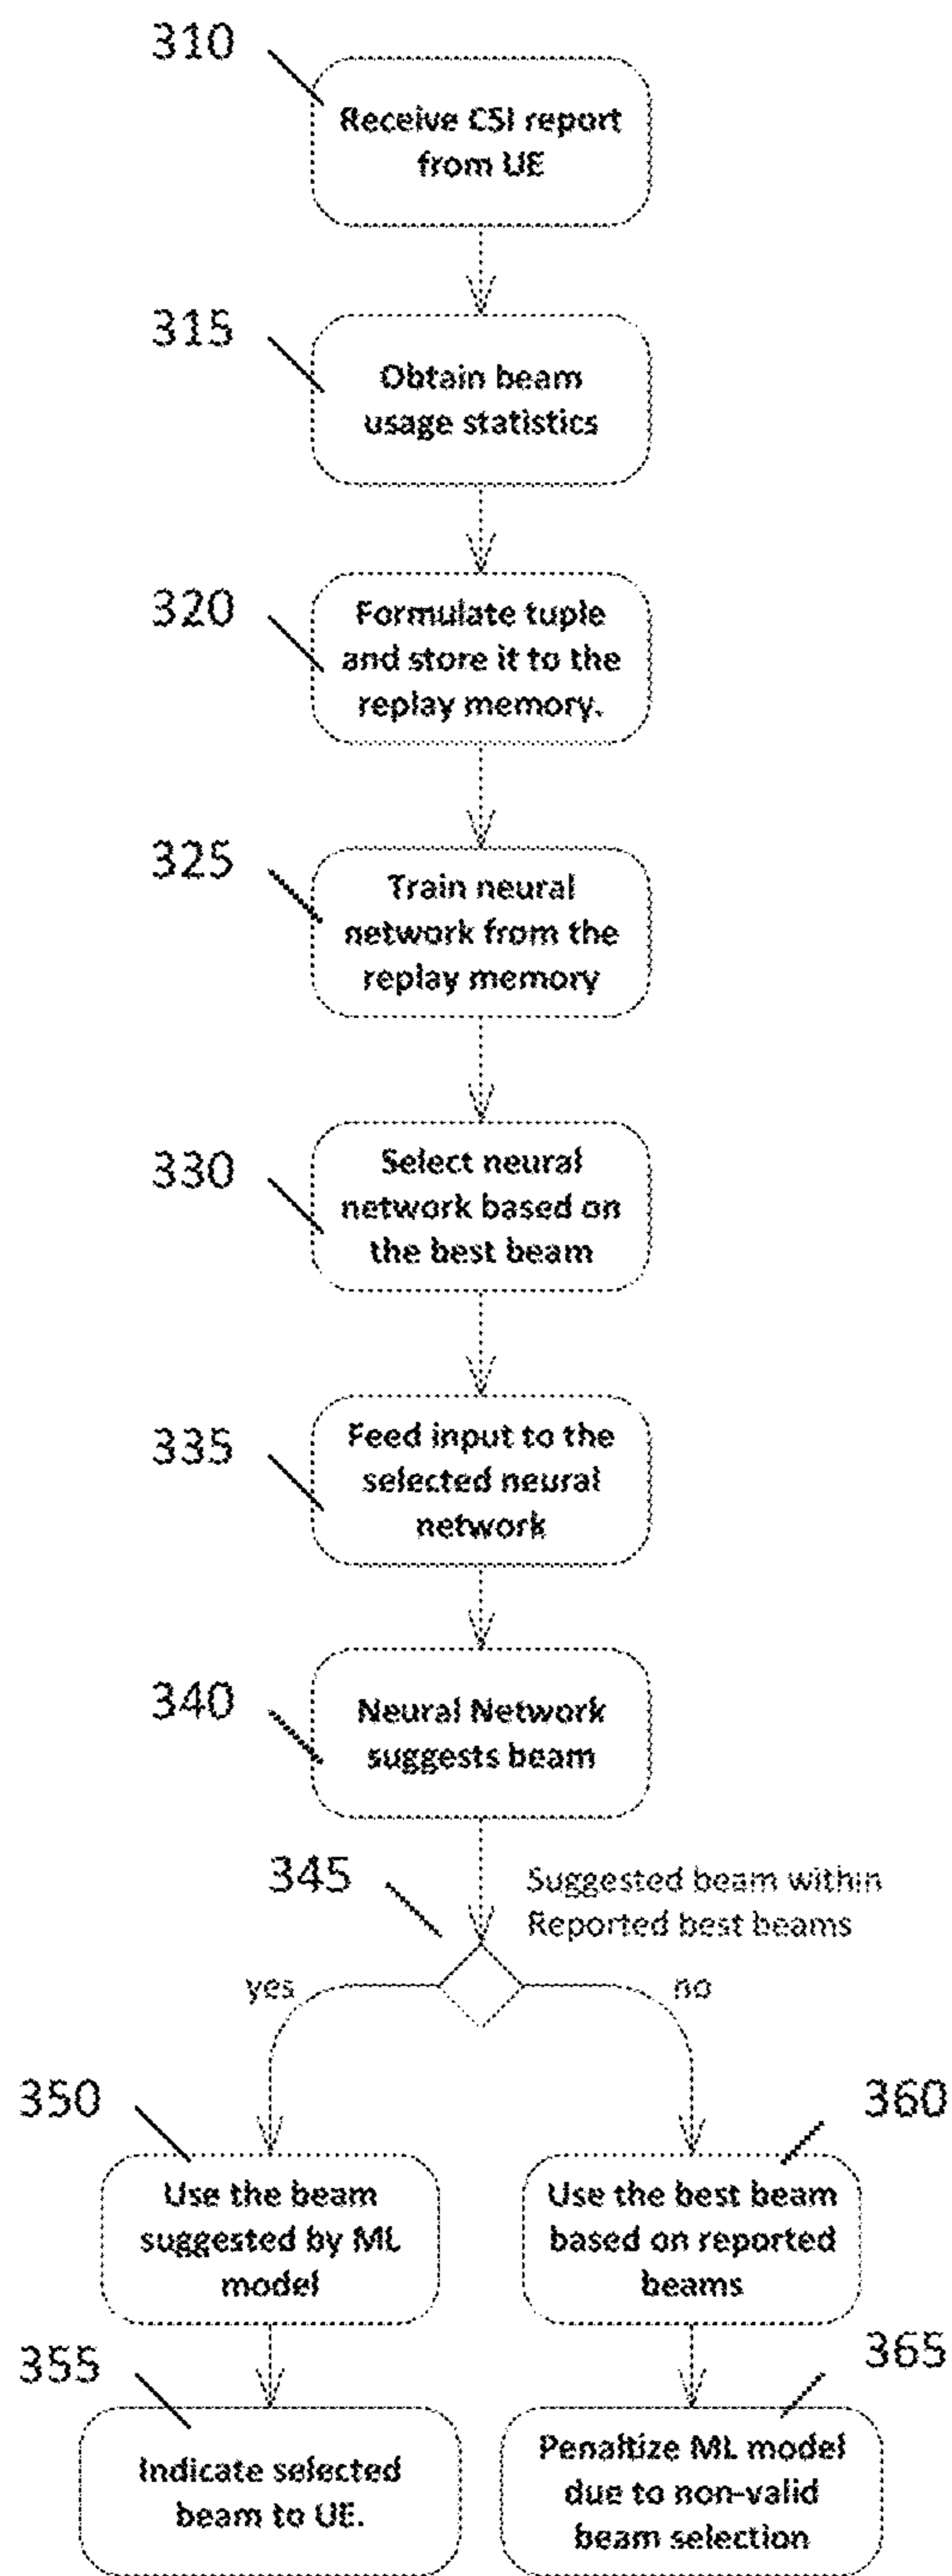 310
Receive CSI report
from UE
315
Obtain beam
usage statistics
320
Formulate tuple
and store it to the
replay memory.
325
Train neural
network from the
replay memory
330
Select neural
network based on
the best beam
335
Feed input to the
selected neural
network
340
Neural Network
suggests beam
345
Suggested beam within
Reported best beams
yes
no
350
Use the beam
suggested by ML
model
360
Use the best beam
based on reported
beams
355
Indicate selected
beam to UE.
365
Penaltize ML model
due to non-valid
beam selection